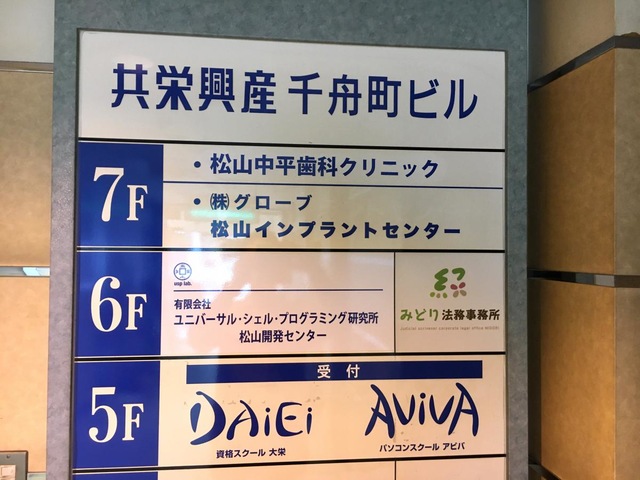 共栄興産千舟町ビル
7F
・松山中平歯科クリニック
・㈱グローブ
松山インプラントセンター
6F
usp lab.
有限会社
ユニバーサル・シェル・プログラミング研究所
松山開発センター
みどり法務事務所
5F
受付
DAiEi
資格スクール 大栄
AViVA
パソコンスクール アビバ